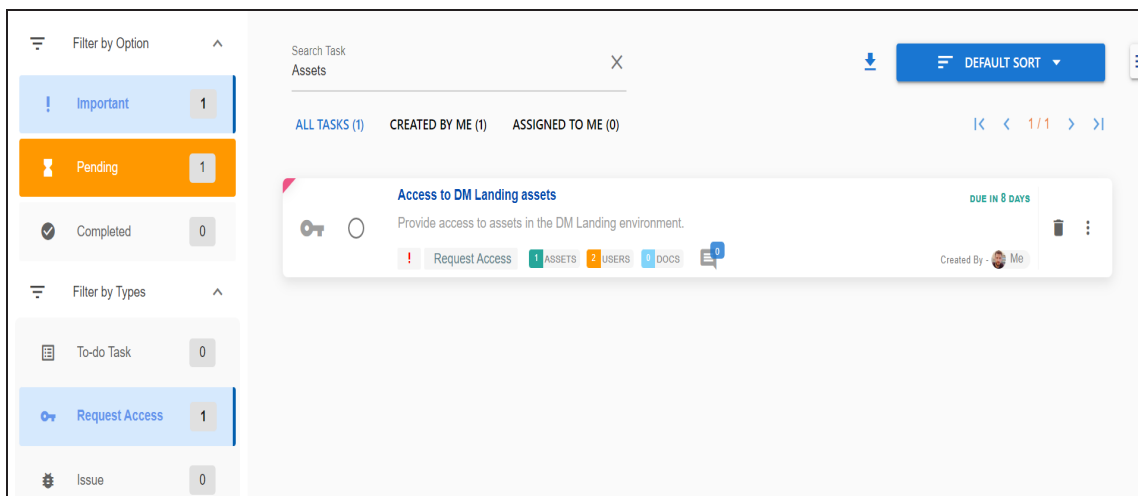 Filter by Option
Important 1
Pending 1
Completed 0
Filter by Types
To-do Task 0
Request Access 1
Issue 0
Search Task
Assets
DEFAULT SORT
ALL TASKS (1) CREATED BY ME (1) ASSIGNED TO ME (0)
1 / 1
Access to DM Landing assets
DUE IN 8 DAYS
Provide access to assets in the DM Landing environment.
! Request Access 1 ASSETS 2 USERS 0 DOCS 0
Created By - Me